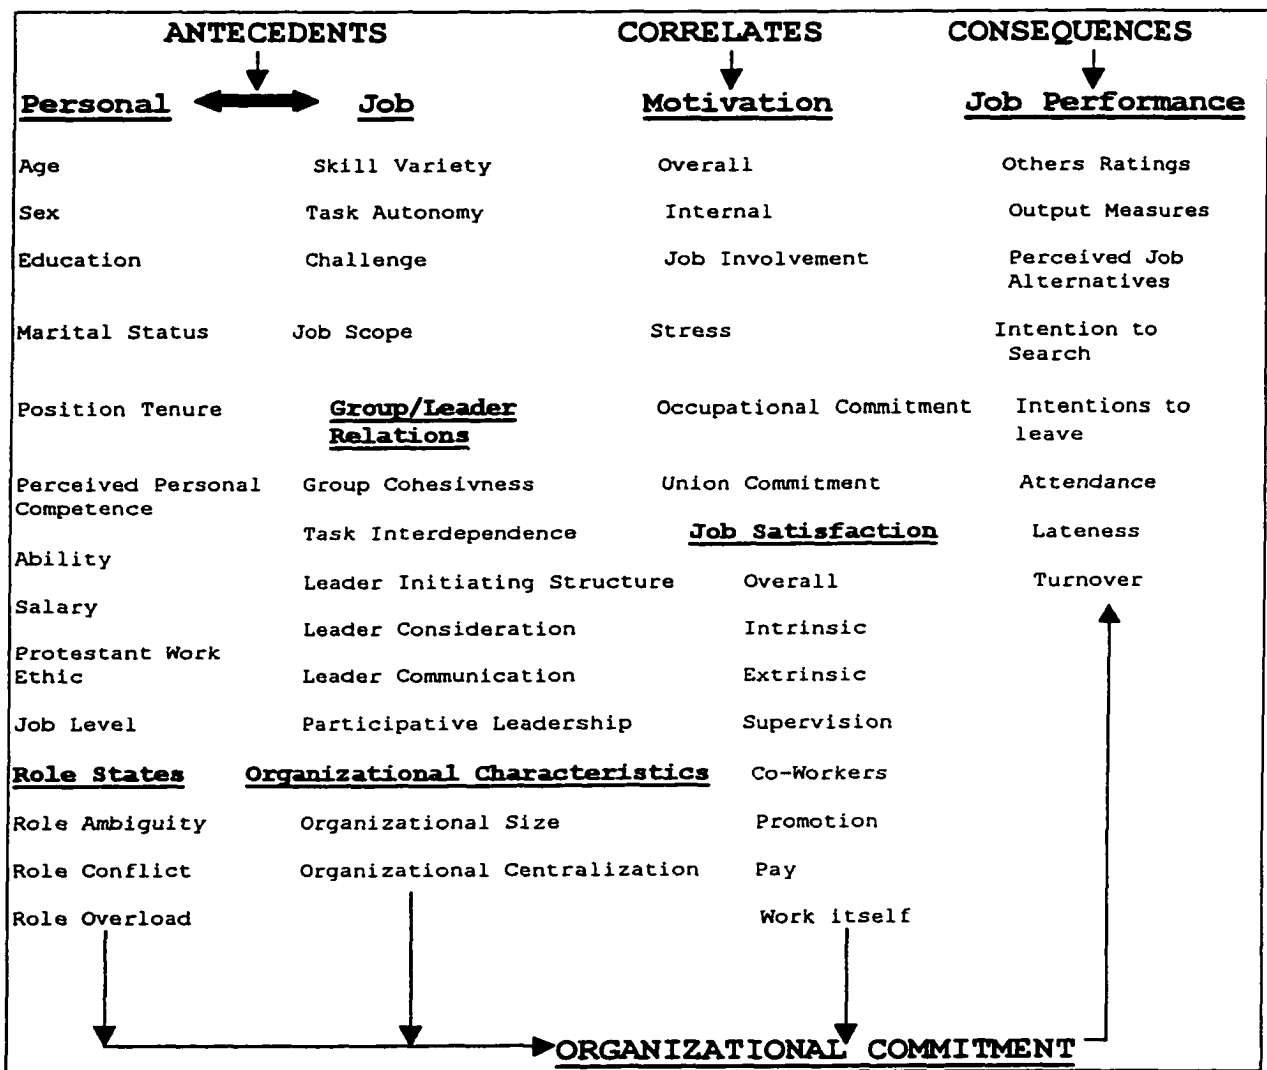 ANTECEDENTS
CORRELATES
CONSEQUENCES
Personal
Job
Motivation
Job Performance
Age
Skill Variety
Overall
Others Ratings
Sex
Task Autonomy
Internal
Output Measures
Education
Challenge
Job Involvement
Perceived Job
Alternatives
Marital Status
Job Scope
Stress
Intention to
Search
Position Tenure
Group/Leader
Relations
Occupational Commitment
Intentions to
leave
Perceived Personal
Competence
Group Cohesivness
Union Commitment
Attendance
Task Interdependence
Job Satisfaction
Lateness
Ability
Leader Initiating Structure
Overall
Turnover
Salary
Leader Consideration
Intrinsic
Protestant Work
Ethic
Leader Communication
Extrinsic
Job Level
Participative Leadership
Supervision
Role States
Organizational Characteristics
Co-Workers
Role Ambiguity
Organizational Size
Promotion
Role Conflict
Organizational Centralization
Pay
Role Overload
Work itself
ORGANIZATIONAL COMMITMENT